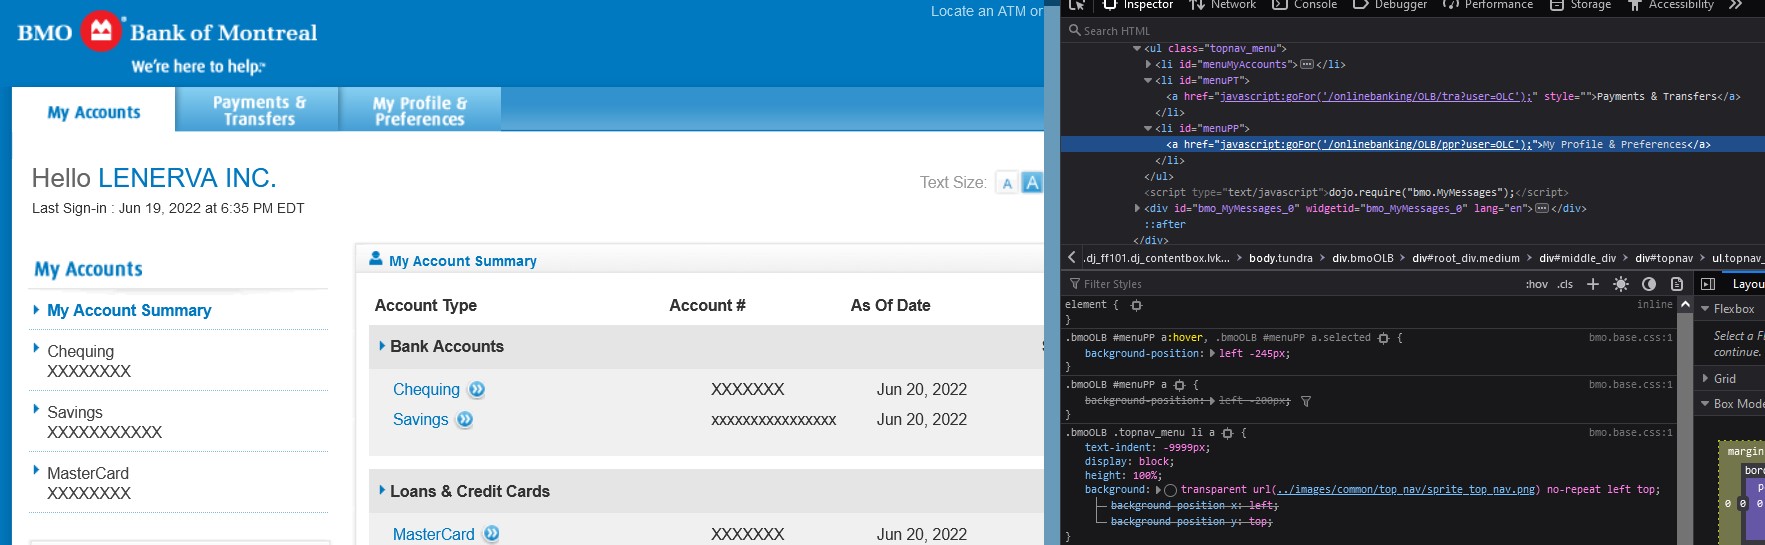 Locate an ATM or
BMO Bank of Montreal
We're here to help.™
My Accounts
Payments & Transfers
My Profile & Preferences
Hello LENERVA INC.
Last Sign-in : Jun 19, 2022 at 6:35 PM EDT
Text Size: A A
My Accounts
My Account Summary
Chequing
XXXXXXXX
Savings
XXXXXXXXXXX
MasterCard
XXXXXXXX
My Account Summary
Account Type Account # As Of Date
Bank Accounts
Chequing XXXXXXX Jun 20, 2022
Savings XXXXXXXXXXXXXXXX Jun 20, 2022
Loans & Credit Cards
MasterCard XXXXXXX Jun 20, 2022
Inspector Network Console Debugger Performance Storage Accessibility
Search HTML
<ul class="topnav_menu">
<li id="menuMyAccounts"></li>
<li id="menuPT">
<a href="javascript:goFor('/onlinebanking/OLB/tra?user=OLC');" style="">Payments & Transfers</a>
</li>
<li id="menuPP">
<a href="javascript:goFor('/onlinebanking/OLB/ppr?user=OLC');">My Profile & Preferences</a>
</li>
</ul>
<script type="text/javascript">dojo.require("bmo.MyMessages");</script>
<div id="bmo_MyMessages_0" widgetid="bmo_MyMessages_0" lang="en"></div>
::after
</div>
.dj_ff101.dj_contentbox.lvk... > body.tundra > div.bmoOLB > div#root_div.medium > div#middle_div > div#topnav > ul.topnav_
Filter Styles :hov .cls
element { inline
}
.bmoOLB #menuPP a:hover, .bmoOLB #menuPP a.selected { bmo.base.css:1
background-position: left -245px;
}
.bmoOLB #menuPP a { bmo.base.css:1
background-position: left -200px;
}
.bmoOLB .topnav_menu li a { bmo.base.css:1
text-indent: -9999px;
display: block;
height: 100%;
background: transparent url(../images/common/top_nav/sprite_top_nav.png) no-repeat left top;
background-position-x: left;
background-position-y: top;
}
Layou
Flexbox
Select a Fl
continue.
Grid
Box Mode
margin
bord
p
0 0 0